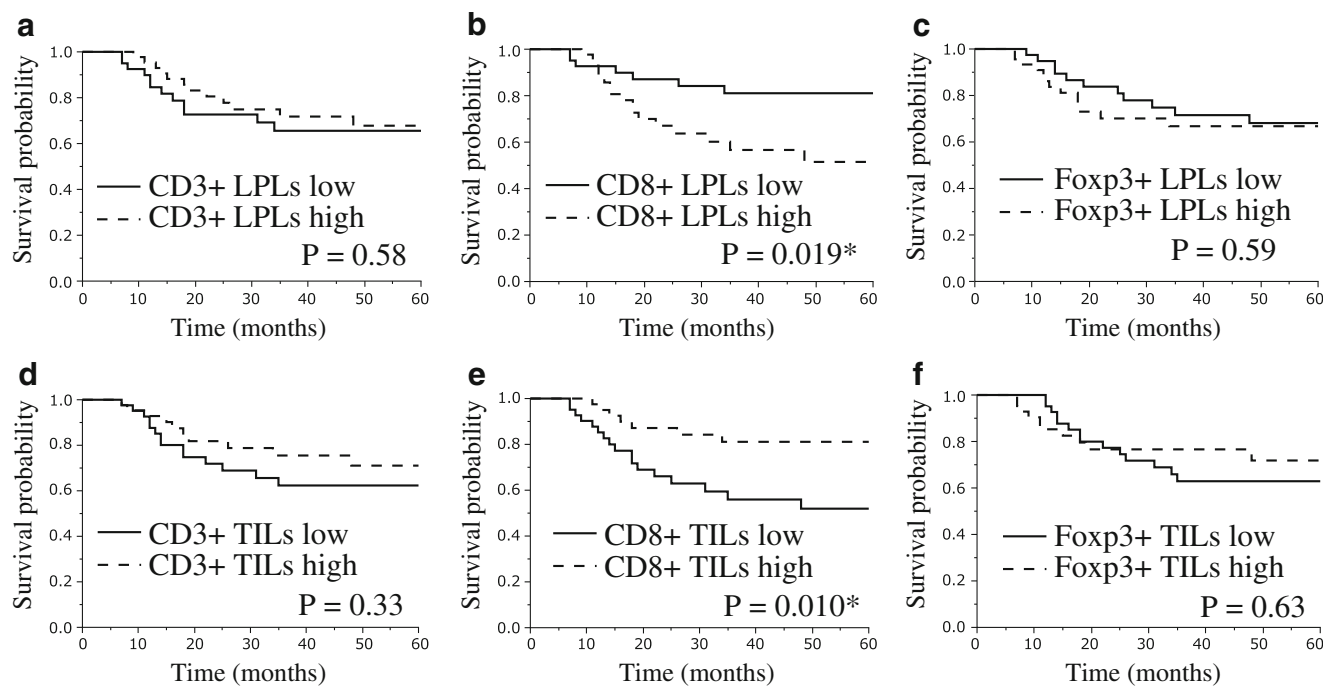 a
Survival probability
1.0
0.8
0.6
0.4
0.2
0.0
CD3+ LPLs low
CD3+ LPLs high
P = 0.58
0 10 20 30 40 50 60
Time (months)
b
Survival probability
1.0
0.8
0.6
0.4
0.2
0.0
CD8+ LPLs low
CD8+ LPLs high
P = 0.019*
0 10 20 30 40 50 60
Time (months)
c
Survival probability
1.0
0.8
0.6
0.4
0.2
0.0
Foxp3+ LPLs low
Foxp3+ LPLs high
P = 0.59
0 10 20 30 40 50 60
Time (months)
d
Survival probability
1.0
0.8
0.6
0.4
0.2
0.0
CD3+ TILs low
CD3+ TILs high
P = 0.33
0 10 20 30 40 50 60
Time (months)
e
Survival probability
1.0
0.8
0.6
0.4
0.2
0.0
CD8+ TILs low
CD8+ TILs high
P = 0.010*
0 10 20 30 40 50 60
Time (months)
f
Survival probability
1.0
0.8
0.6
0.4
0.2
0.0
Foxp3+ TILs low
Foxp3+ TILs high
P = 0.63
0 10 20 30 40 50 60
Time (months)